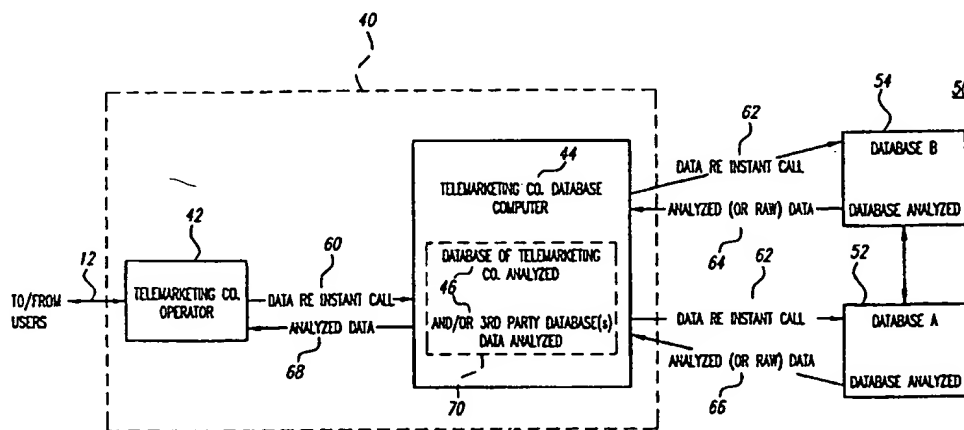 40
54
50
62
DATABASE B
DATA RE INSTANT CALL
44
TELEMARKETING CO. DATABASE
COMPUTER
ANALYZED (OR RAW) DATA
DATABASE ANALYZED
42
60
64
62
52
12
DATABASE OF TELEMARKETING
CO. ANALYZED
TO/FROM
USERS
TELEMARKETING CO.
OPERATOR
DATA RE INSTANT CALL
46
DATA RE INSTANT CALL
DATABASE A
ANALYZED DATA
AND/OR 3RD PARTY DATABASE(s)
DATA ANALYZED
ANALYZED (OR RAW) DATA
68
70
66
DATABASE ANALYZED